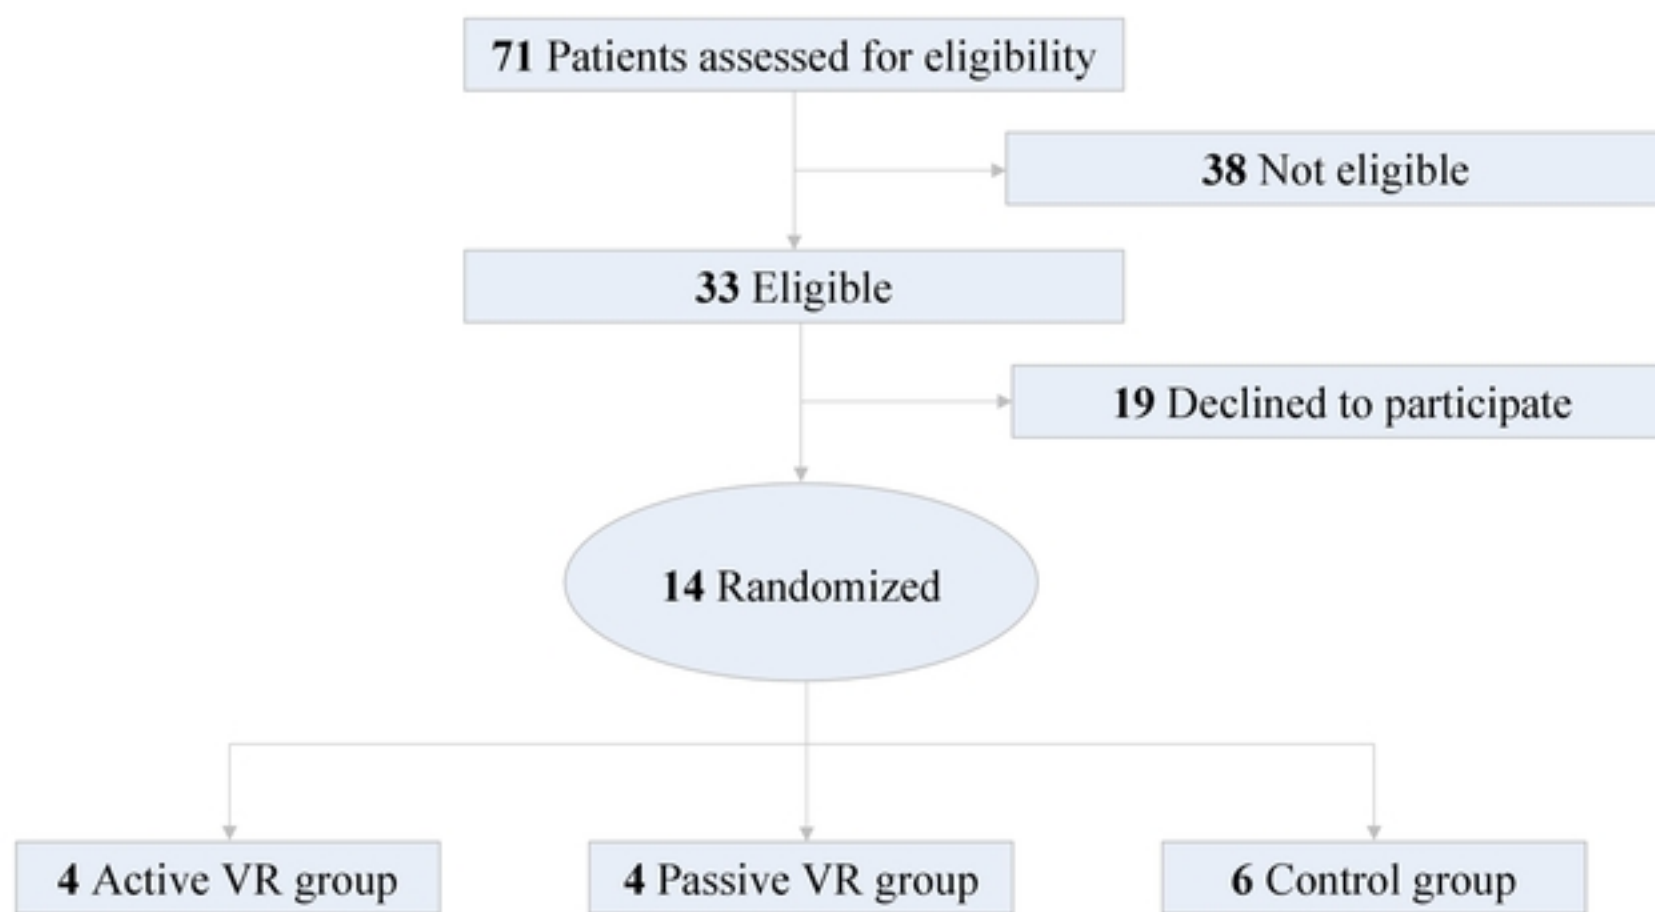 71 Patients assessed for eligibility
38 Not eligible
33 Eligible
19 Declined to participate
14 Randomized
4 Active VR group
4 Passive VR group
6 Control group